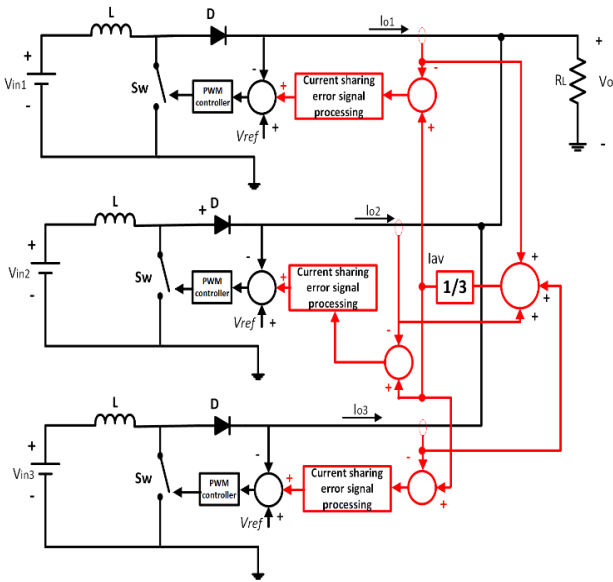 L
D
Io1
+
Vin1
-
Sw
PWM
controller
-
+
+
Vref
Current sharing
error signal
processing
-
+
RL
+
Vo
-
L
+
D
Io2
+
Vin2
-
Sw
PWM
controller
-
+
+
Vref
Current sharing
error signal
processing
-
+
Iav
1/3
+
+
+
L
D
Io3
+
Vin3
-
Sw
PWM
controller
-
+
+
Vref
Current sharing
error signal
processing
-
+